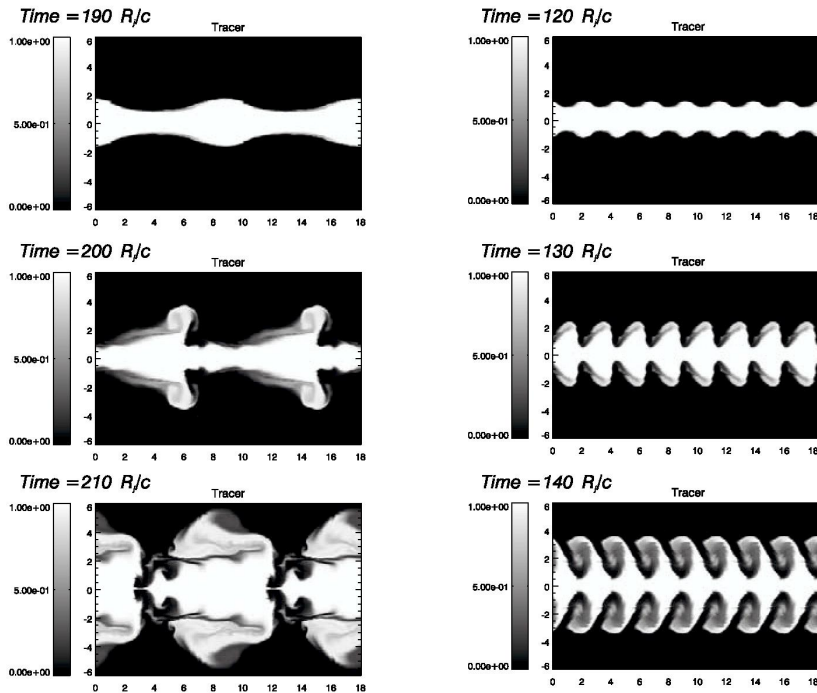 Time =190 R_j/c
Tracer
1.00e+00
5.00e-01
0.00e+00
6
4
2
0
-2
-4
-6
0 2 4 6 8 10 12 14 16 18
Time =120 R_j/c
Tracer
1.00e+00
5.00e-01
0.00e+00
6
4
2
0
-2
-4
-6
0 2 4 6 8 10 12 14 16 18
Time =200 R_j/c
Tracer
1.00e+00
5.00e-01
0.00e+00
6
4
2
0
-2
-4
-6
0 2 4 6 8 10 12 14 16 18
Time =130 R_j/c
Tracer
1.00e+00
5.00e-01
0.00e+00
6
4
2
0
-2
-4
-6
0 2 4 6 8 10 12 14 16 18
Time =210 R_j/c
Tracer
1.00e+00
5.00e-01
0.00e+00
6
4
2
0
-2
-4
-6
0 2 4 6 8 10 12 14 16 18
Time =140 R_j/c
Tracer
1.00e+00
5.00e-01
0.00e+00
6
4
2
0
-2
-4
-6
0 2 4 6 8 10 12 14 16 18